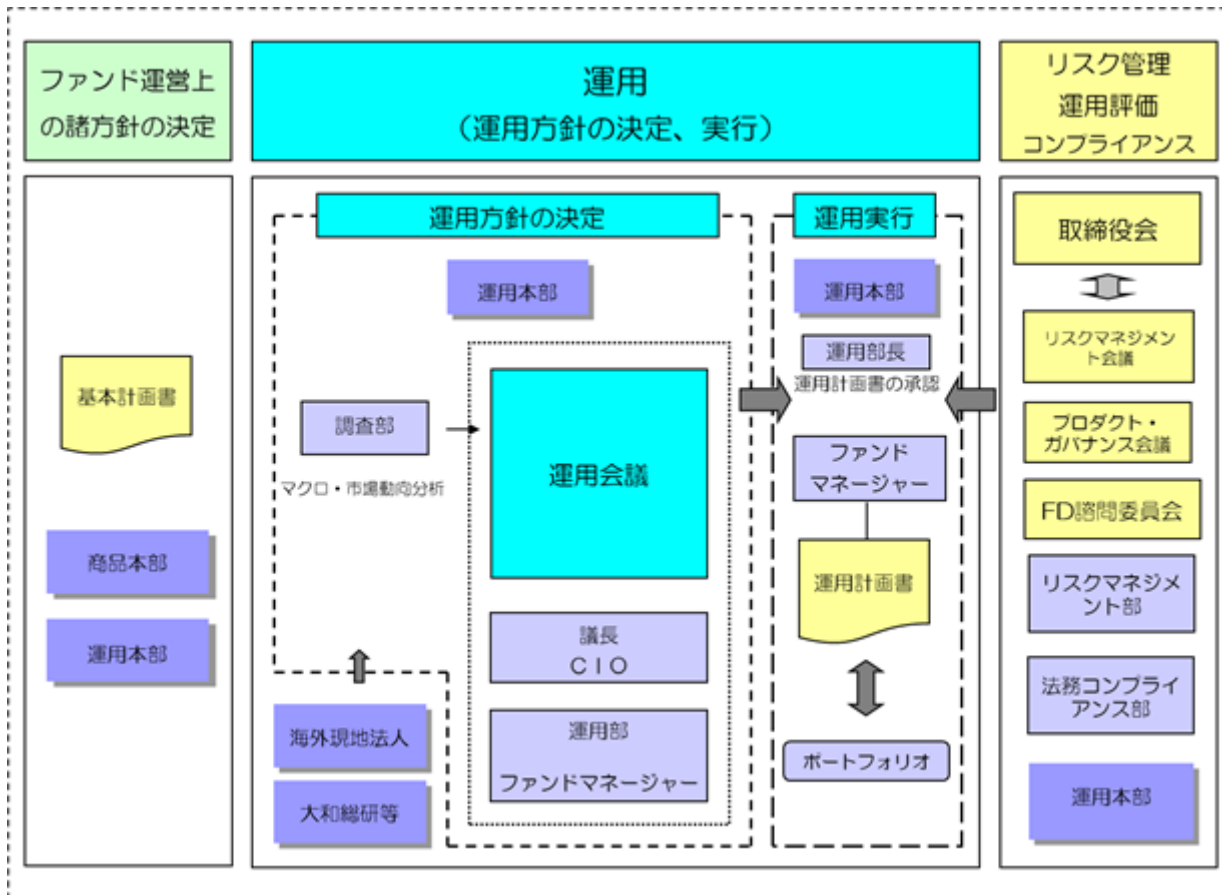 ファンド運営上
の諸方針の決定
運用
（運用方針の決定、実行）
リスク管理
運用評価
コンプライアンス
基本計画書
商品本部
運用本部
運用方針の決定
運用本部
調査部
マクロ・市場動向分析
運用会議
議長
ＣＩＯ
運用部
ファンドマネージャー
海外現地法人
大和総研等
運用実行
運用本部
運用部長
運用計画書の承認
ファンド
マネージャー
運用計画書
ポートフォリオ
取締役会
リスクマネジメン
ト会議
プロダクト・
ガバナンス会議
FD諮問委員会
リスクマネジメ
ント部
法務コンプライ
アンス部
運用本部